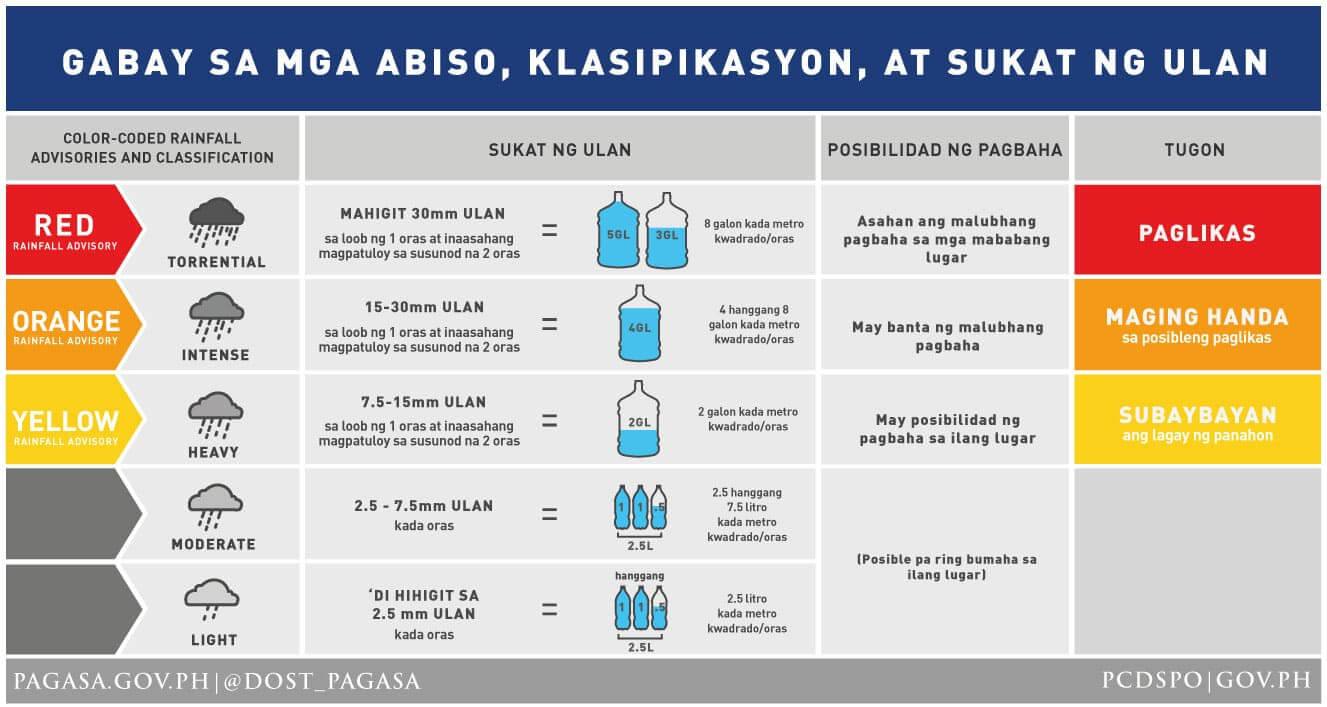 GABAY SA MGA ABISO, KLASIPIKASYON, AT SUKAT NG ULAN
COLOR-CODED RAINFALL
ADVISORIES AND CLASSIFICATION
SUKAT NG ULAN
POSIBILIDAD NG PAGBAHA
TUGON
RED
RAINFALL ADVISORY
TORRENTIAL
MAHIGIT 30mm ULAN
sa loob ng 1 oras at inaasahang
magpatuloy sa susunod na 2 oras
=
5GL
3GL
8 galon kada metro
kwadrado/oras
Asahan ang malubhang
pagbaha sa mga mababang
lugar
PAGLIKAS
ORANGE
RAINFALL ADVISORY
INTENSE
15-30mm ULAN
sa loob ng 1 oras at inaasahang
magpatuloy sa susunod na 2 oras
=
4GL
4 hanggang 8
galon kada metro
kwadrado/oras
May banta ng malubhang
pagbaha
MAGING HANDA
sa posibleng paglikas
YELLOW
RAINFALL ADVISORY
HEAVY
7.5-15mm ULAN
sa loob ng 1 oras at inaasahang
magpatuloy sa susunod na 2 oras
=
2GL
2 galon kada metro
kwadrado/oras
May posibilidad ng
pagbaha sa ilang lugar
SUBAYBAYAN
ang lagay ng panahon
MODERATE
2.5 - 7.5mm ULAN
kada oras
=
1 1 .5
2.5L
2.5 hanggang
7.5 litro
kada metro
kwadrado/oras
(Posible pa ring bumaha sa
ilang lugar)
LIGHT
‘DI HIHIGIT SA
2.5 mm ULAN
kada oras
=
hanggang
1 1 .5
2.5L
2.5 litro
kada metro
kwadrado/oras
PAGASA.GOV.PH|@DOST_PAGASA
PCDSPO|GOV.PH